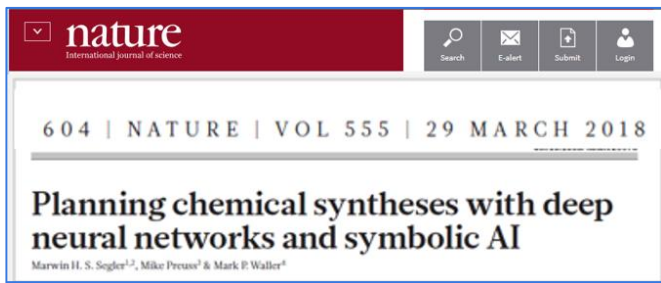 nature
International journal of science
Search E-alert Submit Login
604 | NATURE | VOL 555 | 29 MARCH 2018
Planning chemical syntheses with deep
neural networks and symbolic AI
Marwin H. S. Segler1,2, Mike Preuss3 & Mark P. Waller4